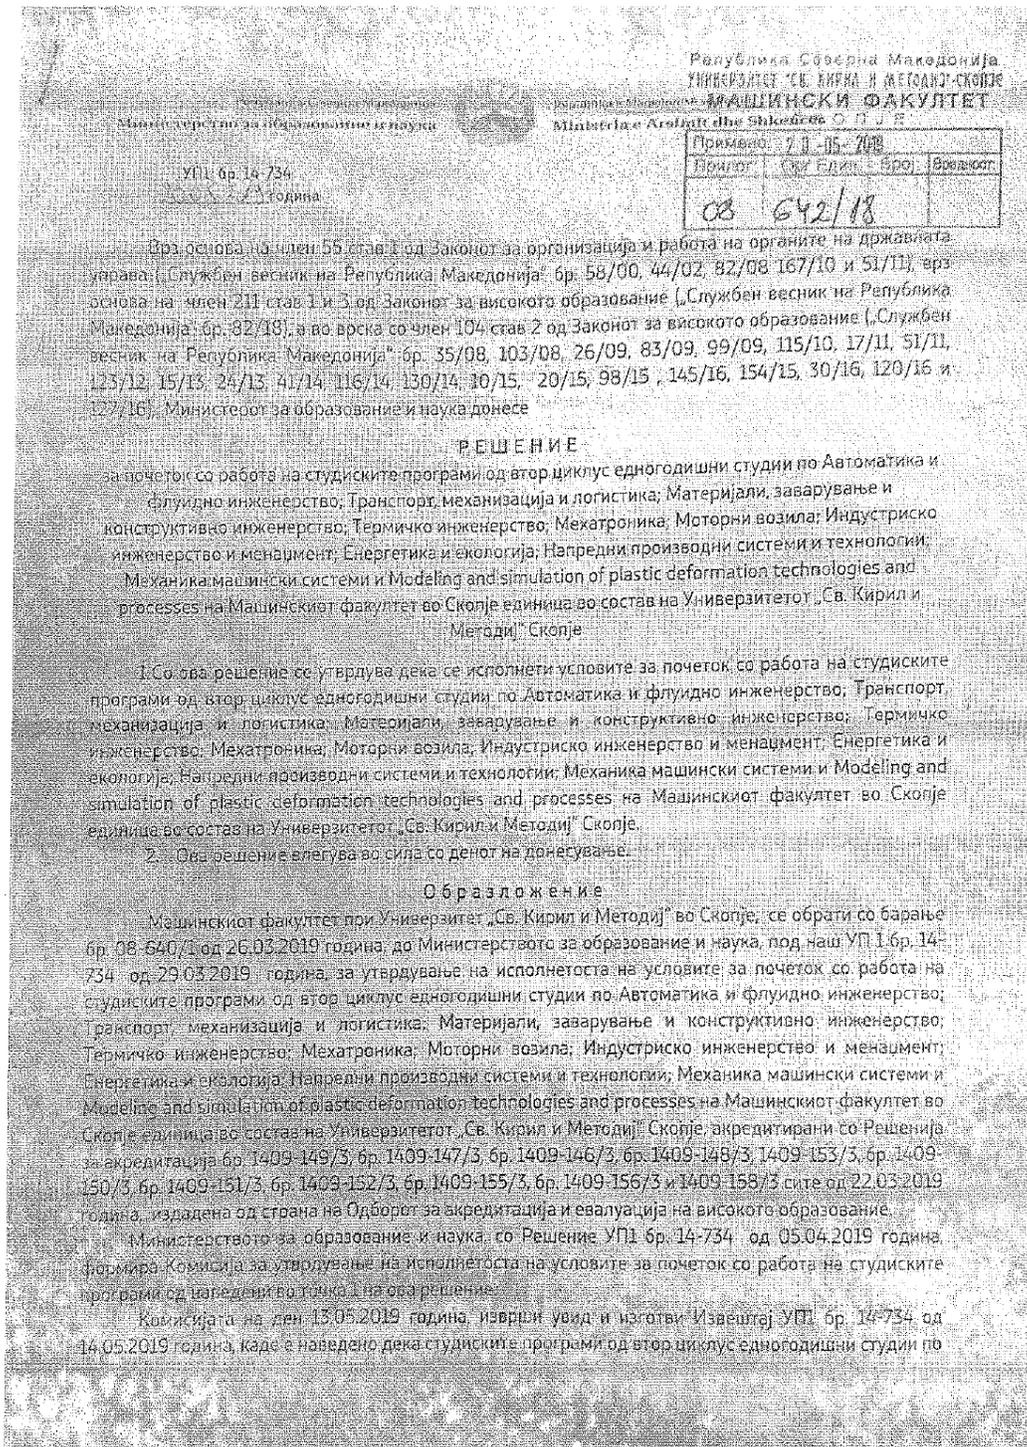 Република Северна Македонија
УНИВЕРЗИТЕТ "СВ. КИРИЛ И МЕТОДИЈ"-СКОПЈЕ
МАШИНСКИ ФАКУЛТЕТ
Министерство за образование и наука
Ministria e Arsimit dhe Shkences
СКОПЈЕ
Примено: 20-05-2019
Прилог Орг Един. Број Вредност
08 642/18
УП1 бр. 14-734
година
Врз основа на член 55 став 1 од Законот за организација и работа на органите на државната
управа („Службен весник на Република Македонија" бр. 58/00, 44/02, 82/08 167/10 и 51/11), врз
основа на член 211 став 1 и 3 од Законот за високото образование („Службен весник на Република
Македонија" бр. 82/18), а во врска со член 104 став 2 од Законот за високото образование („Службен
весник на Република Македонија" бр. 35/08, 103/08, 26/09, 83/09, 99/09, 115/10, 17/11, 51/11,
123/12, 15/13, 24/13, 41/14, 116/14, 130/14, 10/15, 20/15, 98/15 , 145/16, 154/15, 30/16, 120/16 и
127/16), Министерот за образование и наука донесе
РЕШЕНИЕ
за почеток со работа на студиските програми од втор циклус едногодишни студии по Автоматика и
флуидно инженерство; Транспорт, механизација и логистика; Материјали, заварување и
конструктивно инженерство; Термичко инженерство; Мехатроника; Моторни возила; Индустриско
инженерство и менаџмент; Енергетика и екологија; Напредни производни системи и технологии;
Механика машински системи и Modeling and simulation of plastic deformation technologies and
processes на Машинскиот факултет во Скопје единица во состав на Универзитетот „Св. Кирил и
Методиј" Скопје
1.Со ова решение се утврдува дека се исполнети условите за почеток со работа на студиските
програми од втор циклус едногодишни студии по Автоматика и флуидно инженерство; Транспорт,
механизација и логистика; Материјали, заварување и конструктивно инженерство; Термичко
инженерство; Мехатроника; Моторни возила; Индустриско инженерство и менаџмент; Енергетика и
екологија; Напредни производни системи и технологии; Механика машински системи и Modeling and
simulation of plastic deformation technologies and processes на Машинскиот факултет во Скопје
единица во состав на Универзитетот „Св. Кирил и Методиј" Скопје.
2. Ова решение влегува во сила со денот на донесување.
Образложение
Машинскиот факултет при Универзитет „Св. Кирил и Методиј" во Скопје, се обрати со барање
бр. 08-640/1 од 26.03.2019 година, до Министерството за образование и наука, под наш УП 1 бр. 14-
734 од 29.03.2019 година, за утврдување на исполнетоста на условите за почеток со работа на
студиските програми од втор циклус едногодишни студии по Автоматика и флуидно инженерство;
Транспорт, механизација и логистика; Материјали, заварување и конструктивно инженерство;
Термичко инженерство; Мехатроника; Моторни возила; Индустриско инженерство и менаџмент;
Енергетика и екологија; Напредни производни системи и технологии; Механика машински системи и
Modeling and simulation of plastic deformation technologies and processes на Машинскиот факултет во
Скопје единица во состав на Универзитетот „Св. Кирил и Методиј" Скопје, акредитирани со Решенија
за акредитација бр. 1409-149/3, бр. 1409-147/3, бр. 1409-146/3, бр. 1409-148/3, 1409-153/3, бр. 1409-
150/3, бр. 1409-151/3, бр. 1409-152/3, бр. 1409-155/3, бр. 1409-156/3 и 1409-158/3 сите од 22.03.2019
година, издадена од страна на Одборот за акредитација и евалуација на високото образование.
Министерството за образование и наука, со Решение УП1 бр. 14-734 од 05.04.2019 година,
формира Комисија за утврдување на исполнетоста на условите за почеток со работа на студиските
програми од наведени во точка 1 на ова решение.
Комисијата на ден 13.05.2019 година, изврши увид и изготви Извештај УП1 бр. 14-734 од
14.05.2019 година, каде е наведено дека студиските програми од втор циклус едногодишни студии по